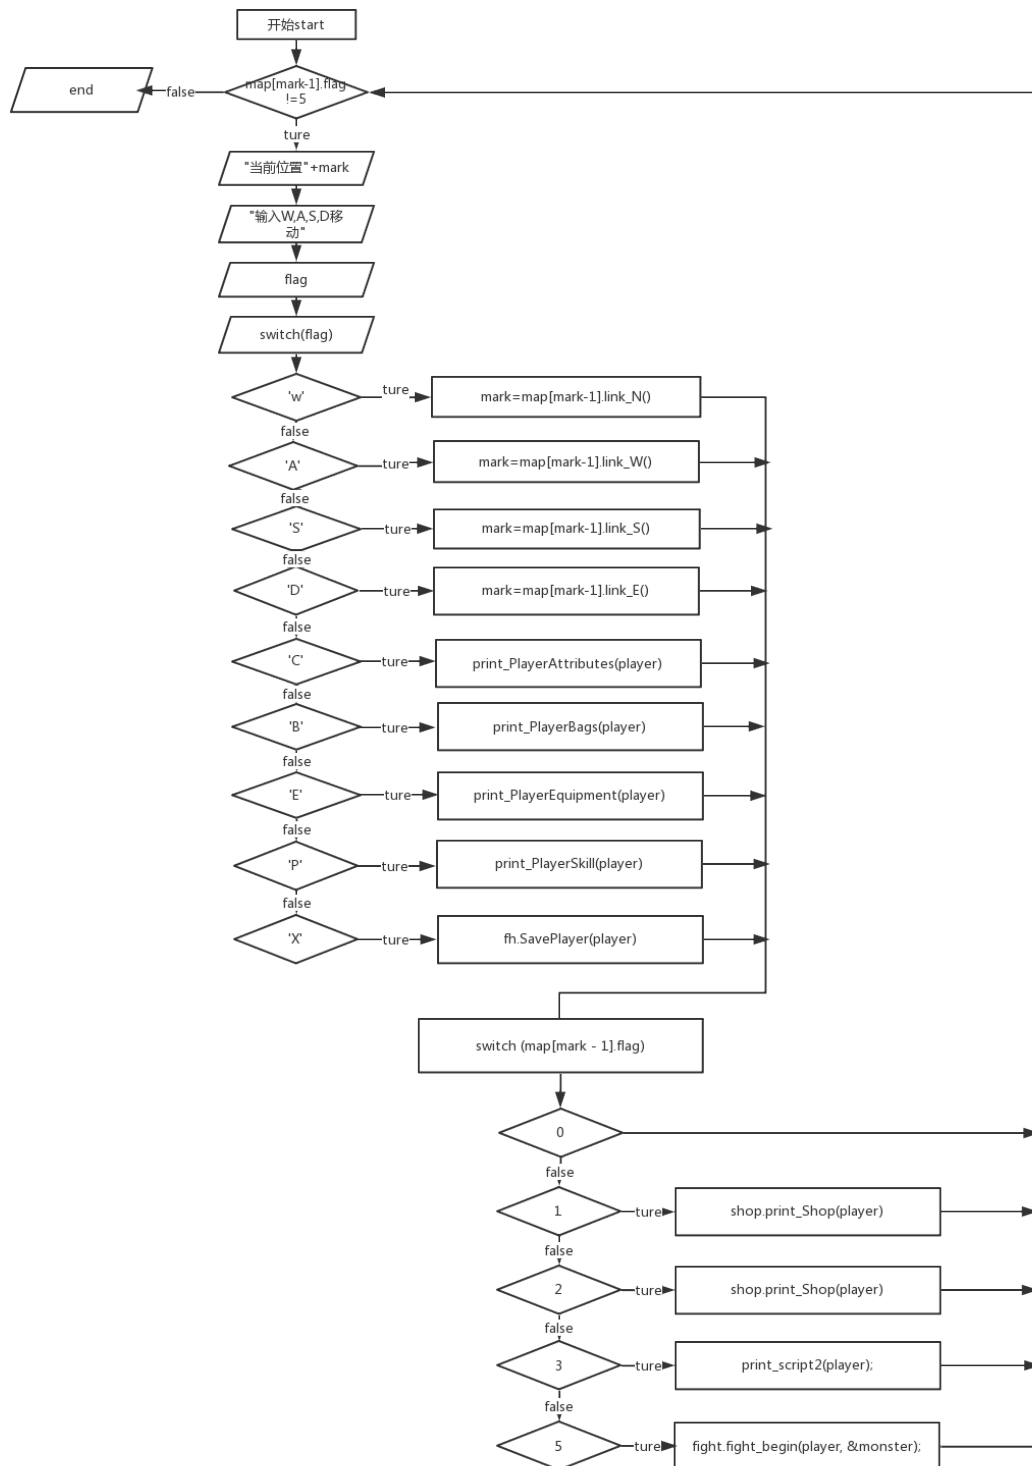 开始start
map[mark-1].flag
!=5
false
end
ture
"当前位置"+mark
"输入W,A,S,D移
动"
flag
switch(flag)
'w'
ture
mark=map[mark-1].link_N()
false
'A'
ture
mark=map[mark-1].link_W()
false
'S'
ture
mark=map[mark-1].link_S()
false
'D'
ture
mark=map[mark-1].link_E()
false
'C'
ture
print_PlayerAttributes(player)
false
'B'
ture
print_PlayerBags(player)
false
'E'
ture
print_PlayerEquipment(player)
false
'P'
ture
print_PlayerSkill(player)
false
'X'
ture
fh.SavePlayer(player)
switch (map[mark - 1].flag)
0
false
1
ture
shop.print_Shop(player)
false
2
ture
shop.print_Shop(player)
false
3
ture
print_script2(player);
false
5
ture
fight.fight_begin(player, &monster);